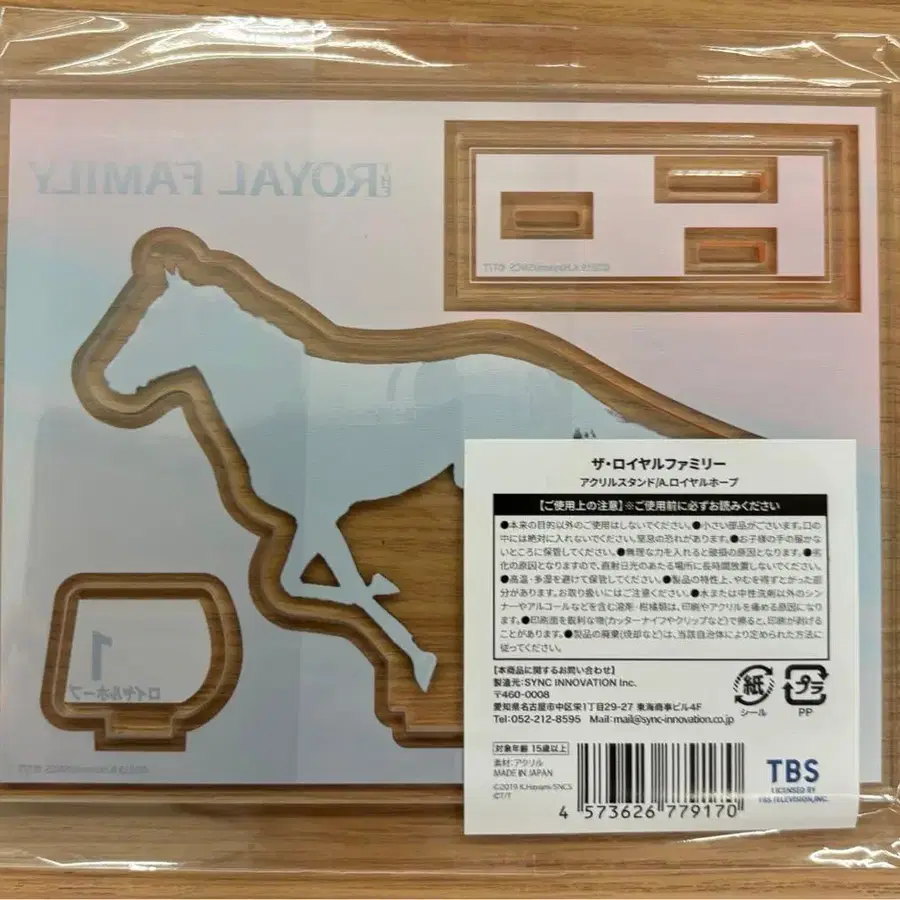 THE ROYAL FAMILY
©2019 K.Hayami/SNCS ©T/T
1
ロイヤルホープ
©2019 K.Hayami/SNCS ©T/T
ザ・ロイヤルファミリー
アクリルスタンド/A.ロイヤルホープ
【ご使用上の注意】※ご使用前に必ずお読みください
●本来の目的以外のご使用はしないでください。●小さい部品がございます。口
の中には絶対に入れないでください。窒息の恐れがあります。●お子様の手の届かな
いところに保管してください。●無理な力を入れると破損の原因となります。●劣
化の原因となりますので、直射日光のあたる場所に長時間放置しないでください。
●高温・多湿を避けて保管してください。●製品の特性上、やむを得ずとがった部
分があります。お取り扱いにはご注意ください。●水または中性洗剤以外のシン
ナーやアルコールなどを含む溶剤・柑橘類は、印刷やアクリルを痛める原因になり
ます。●印刷面を鋭利な物(カッターナイフやクリップなど)で擦ると、印刷が剥げる
ことがあります。●製品の廃棄(焼却など)は、当該自治体により定められた方法に
従ってください。
【本商品に関するお問い合わせ】
製造元:SYNC INNOVATION Inc.
〒460-0008
愛知県名古屋市中区栄1丁目29-27 東海商事ビル4F
Tel:052-212-8595 Mail:mail@sync-innovation.co.jp
紙
シール
プラ
PP
対象年齢 15歳以上
素材:アクリル
MADE IN JAPAN
©2019 K.Hayami・SNCS
©T/T
4 573626 779170
TBS
LICENSED BY
TBS TELEVISION,INC.